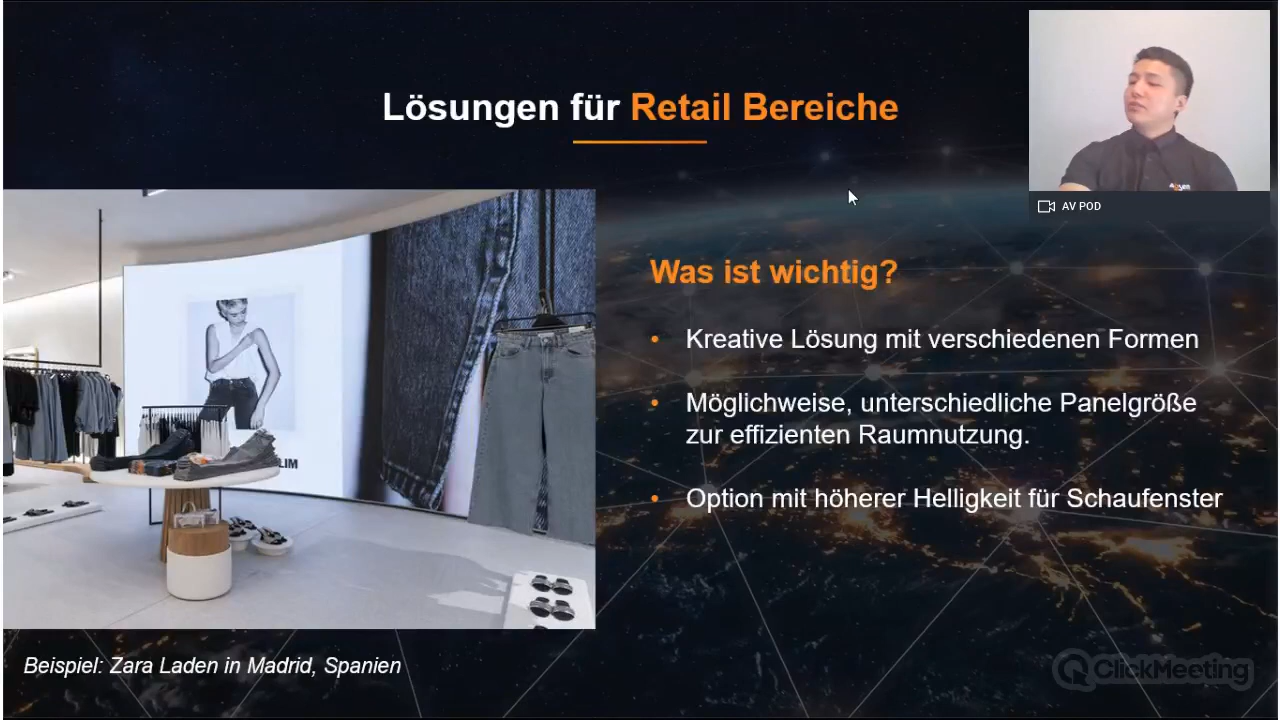 Lösungen für Retail Bereiche
AV POD
Was ist wichtig?
• Kreative Lösung mit verschiedenen Formen
• Möglichweise, unterschiedliche Panelgröße
zur effizienten Raumnutzung.
• Option mit höherer Helligkeit für Schaufenster
LIM
Beispiel: Zara Laden in Madrid, Spanien
ClickMeeting